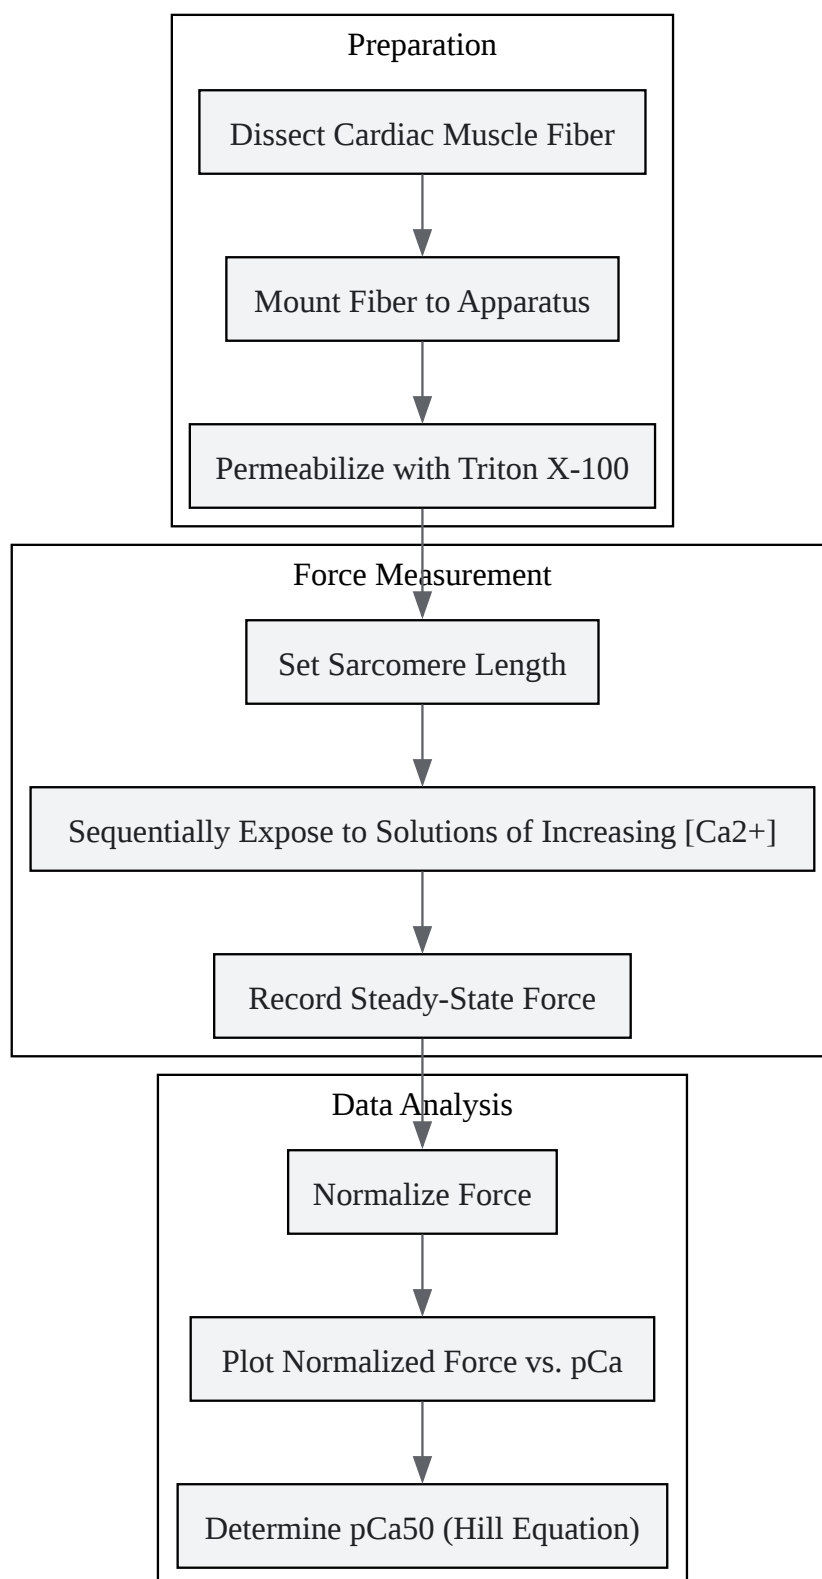 Preparation
Dissect Cardiac Muscle Fiber
Mount Fiber to Apparatus
Permeabilize with Triton X-100
Force Measurement
Set Sarcomere Length
Sequentially Expose to Solutions of Increasing [Ca2+]
Record Steady-State Force
Data Analysis
Normalize Force
Plot Normalized Force vs. pCa
Determine pCa50 (Hill Equation)